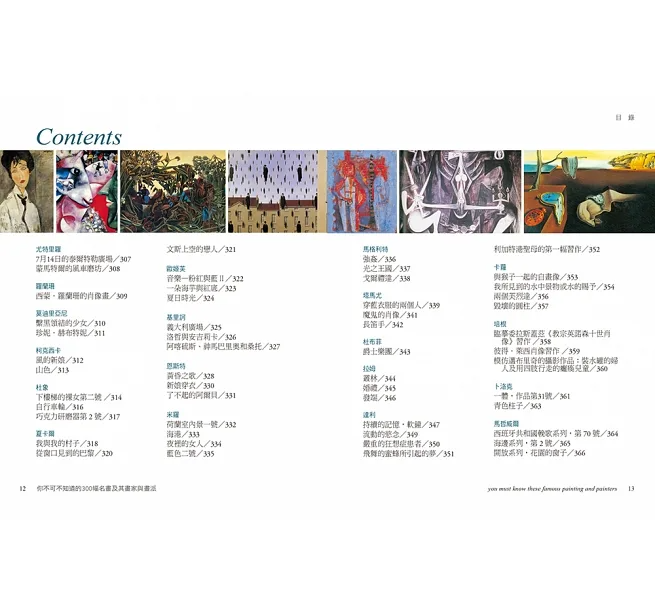 目 錄
Contents
尤特里羅
7月14日的泰爾特勒廣場／307
蒙馬特爾的風車磨坊／308
羅蘭珊
西蒙．羅蘭珊的肖像畫／309
莫迪里亞尼
繫黑領結的少女／310
珍妮．赫布特妮／311
柯克西卡
風的新娘／312
山色／313
杜象
下樓梯的裸女第二號／314
自行車輪／316
巧克力研磨器第2號／317
夏卡爾
我與我的村子／318
從窗口見到的巴黎／320
文斯上空的戀人／321
歐姬芙
音樂－粉紅與藍Ⅱ／322
一朵海芋與紅底／323
夏日時光／324
基里訶
義大利廣場／325
洛哲與安吉莉卡／326
阿喀硫斯，神馬巴里奧和桑托／327
恩斯特
黃昏之歌／328
新娘穿衣／330
了不起的阿爾貝／331
米羅
荷蘭室內景一號／332
海港／333
夜裡的女人／334
藍色二號／335
馬格利特
強姦／336
光之王國／337
戈爾禮達／338
塔馬尤
穿藍衣服的兩個人／339
魔鬼的肖像／341
長笛手／342
杜布菲
爵士樂團／343
拉姆
叢林／344
婚禮／345
發端／346
達利
持續的記憶，軟鐘／347
流動的慾念／349
嚴重的狂想症患者／350
飛舞的蜜蜂所引起的夢／351
利加特港聖母的第一幅習作／352
卡蘿
與猴子一起的自畫像／353
我所見到的水中景物或水的賜予／354
兩個芙烈達／356
毀壞的圓柱／357
培根
臨摹委拉斯蓋茲《教宗英諾森十世肖
像》習作／358
彼得．萊西肖像習作／359
模仿邁布里奇的攝影作品：裝水罐的婦
人及用四肢行走的癱瘓兒童／360
卜洛克
一體，作品第31號／361
青色柱子／363
馬哲威爾
西班牙共和國輓歌系列，第70號／364
海邊系列，第2號／365
開放系列，花園的窗子／366
12 你不可不知道的300幅名畫及其畫家與畫派
you must know these famous painting and painters 13